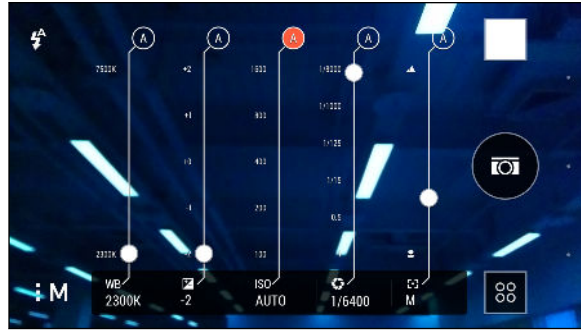 A
A A A A A
7500K +2 1600 1/8000
+1 800 1/1000
+0 400 1/125
-1 200 1/15
0.5
2300K -2 100
WB ISO
M 2300K -2 AUTO 1/6400 M